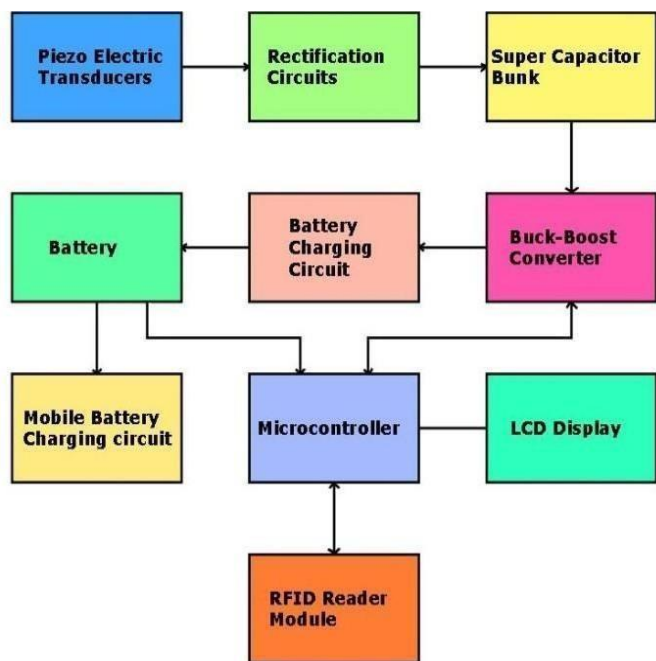 Piezo Electric
Transducers
Rectification
Circuits
Super Capacitor
Bunk
Battery
Battery
Charging
Circuit
Buck-Boost
Converter
Mobile Battery
Charging circuit
Microcontroller
LCD Display
RFID Reader
Module